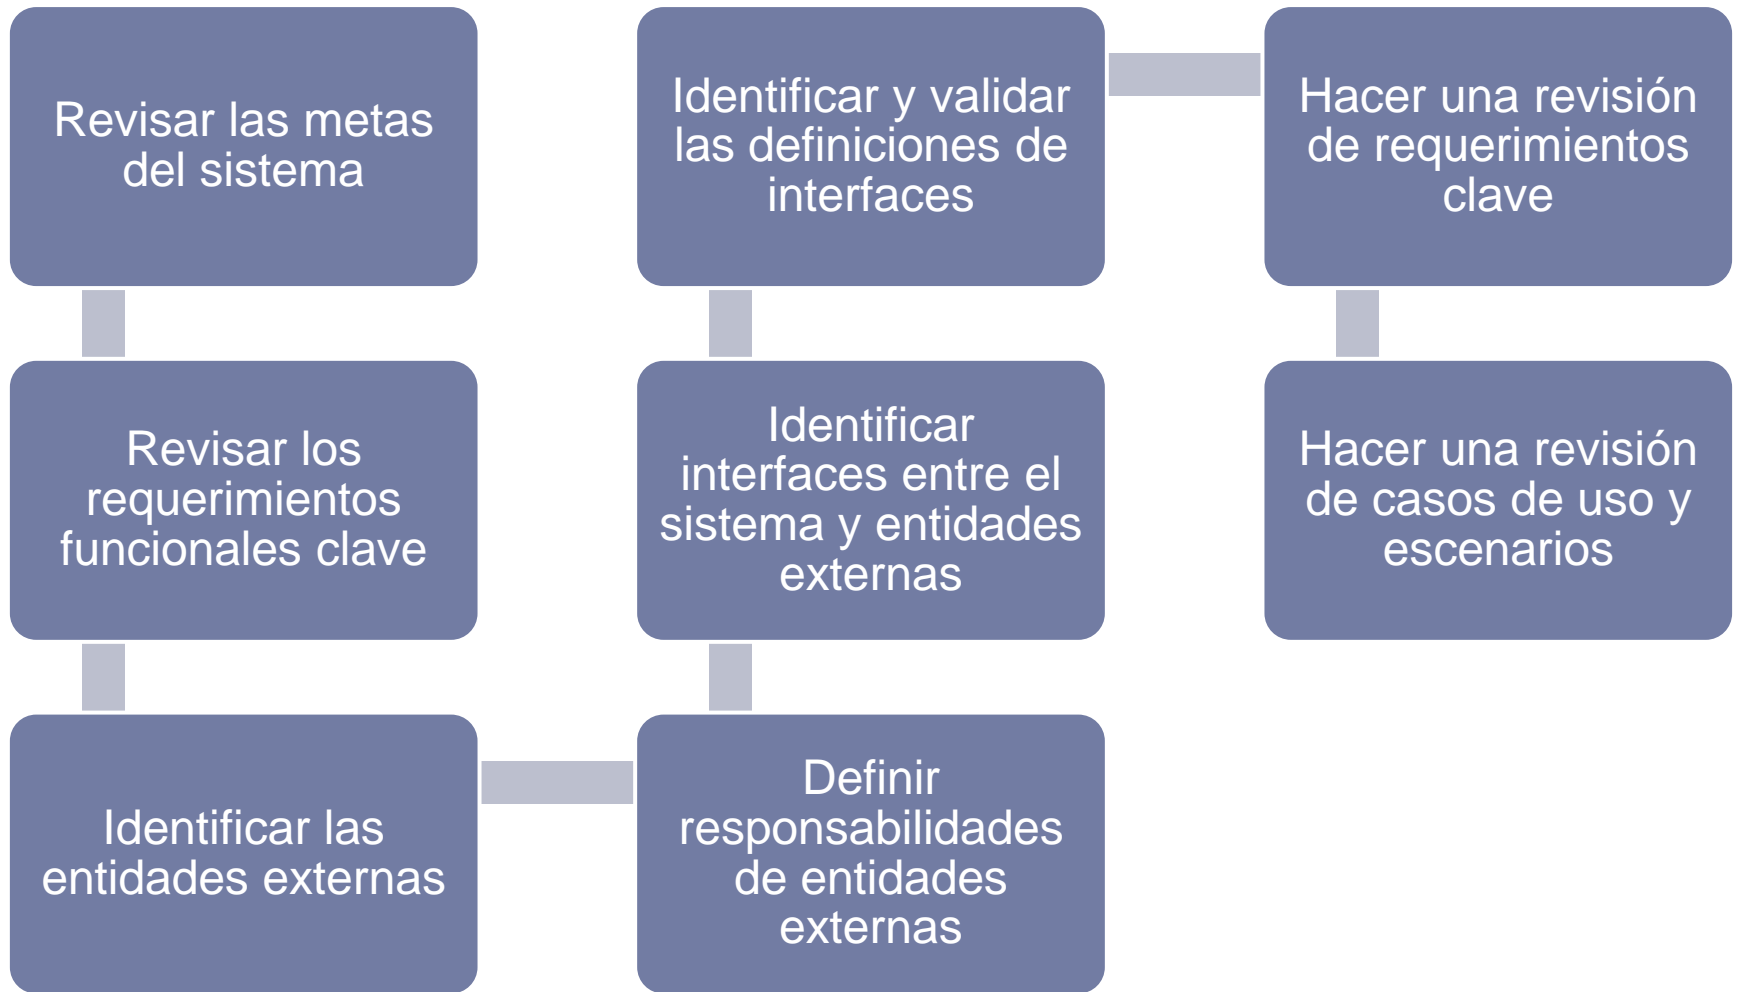 Revisar las metas
del sistema
Revisar los
requerimientos
funcionales clave
Identificar las
entidades externas
Definir
responsabilidades
de entidades
externas
Identificar
interfaces entre el
sistema y entidades
externas
Identificar y validar
las definiciones de
interfaces
Hacer una revisión
de requerimientos
clave
Hacer una revisión
de casos de uso y
escenarios